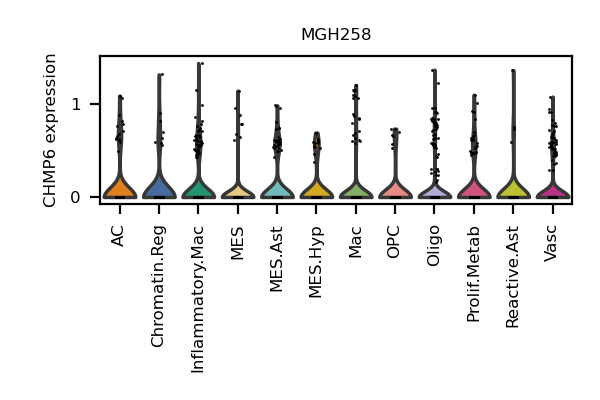 MGH258
CHMP6 expression
1
0
AC
Chromatin.Reg
Inflammatory.Mac
MES
MES.Ast
MES.Hyp
Mac
OPC
Oligo
Prolif.Metab
Reactive.Ast
Vasc